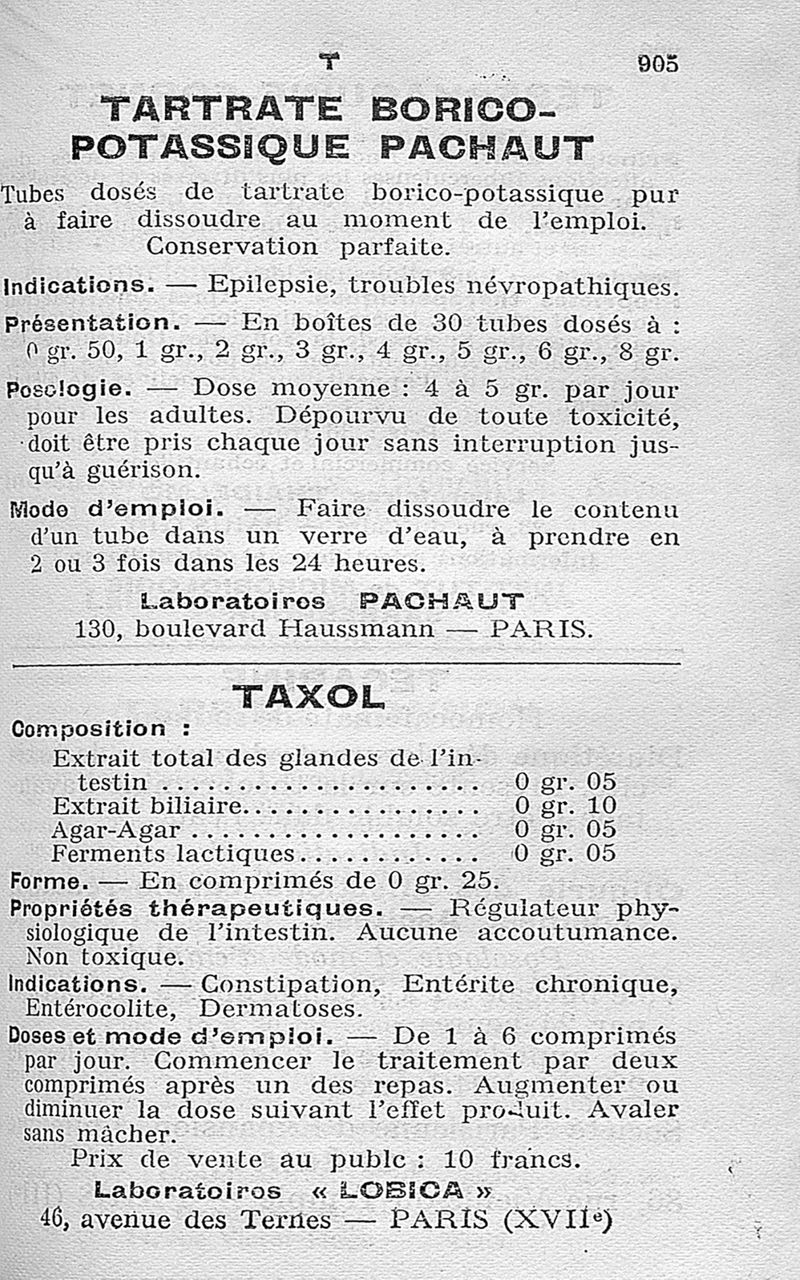 T 905
TARTRATE BORICO-
POTASSIQUE PACHAUT
Tubes dosés de tartrate borico-potassique pur
à faire dissoudre au moment de l'emploi.
Conservation parfaite.
Indications. — Epilepsie, troubles névropathiques.
Présentation. — En boîtes de 30 tubes dosés à :
0 gr. 50, 1 gr., 2 gr., 3 gr., 4 gr., 5 gr., 6 gr., 8 gr.
Posologie. — Dose moyenne : 4 à 5 gr. par jour
pour les adultes. Dépourvu de toute toxicité,
doit être pris chaque jour sans interruption jus-
qu'à guérison.
Mode d'emploi. — Faire dissoudre le contenu
d'un tube dans un verre d'eau, à prendre en
2 ou 3 fois dans les 24 heures.
Laboratoires PACHAUT
130, boulevard Haussmann — PARIS.
TAXOL
Composition :
Extrait total des glandes de l'in-
testin .................... 0 gr. 05
Extrait biliaire............... 0 gr. 10
Agar-Agar .................. 0 gr. 05
Ferments lactiques............ 0 gr. 05
Forme. — En comprimés de 0 gr. 25.
Propriétés thérapeutiques. — Régulateur phy-
siologique de l'intestin. Aucune accoutumance.
Non toxique.
Indications. — Constipation, Entérite chronique,
Entérocolite, Dermatoses.
Doses et mode d'emploi. — De 1 à 6 comprimés
par jour. Commencer le traitement par deux
comprimés après un des repas. Augmenter ou
diminuer la dose suivant l'effet produit. Avaler
sans mâcher.
Prix de vente au publc : 10 francs.
Laboratoires « LOBICA »
46, avenue des Ternes — PARIS (XVIIe)